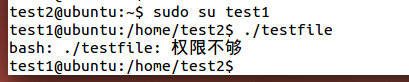 test2@ubuntu:~$ sudo su test1
test1@ubuntu:/home/test2$ ./testfile
bash: ./testfile: 权限不够
test1@ubuntu:/home/test2$